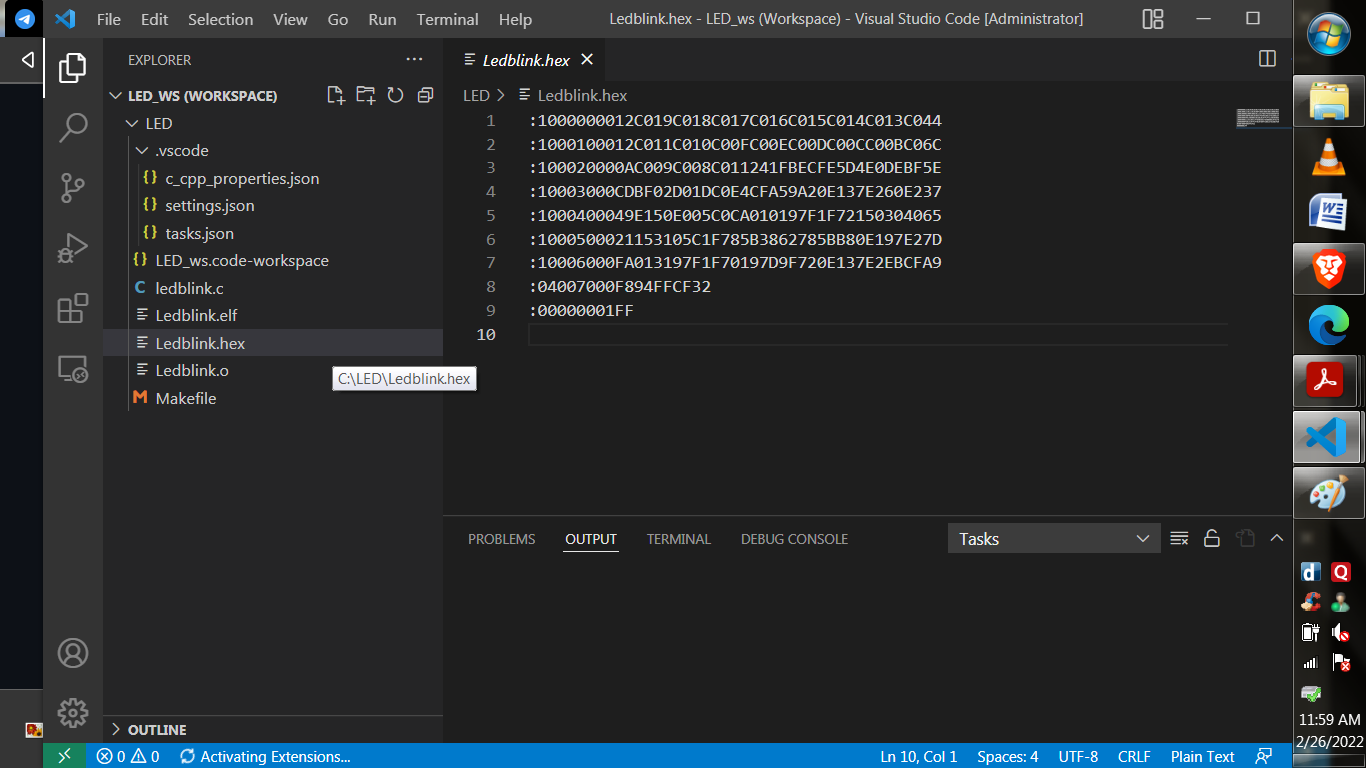 File Edit Selection View Go Run Terminal Help
Ledblink.hex - LED_ws (Workspace) - Visual Studio Code [Administrator]
EXPLORER
LED_WS (WORKSPACE)
LED
.vscode
{} c_cpp_properties.json
{} settings.json
{} tasks.json
{} LED_ws.code-workspace
C ledblink.c
Ledblink.elf
Ledblink.hex
Ledblink.o
M Makefile
C:\LED\Ledblink.hex
OUTLINE
Ledblink.hex
LED > Ledblink.hex
1 :1000000012C019C018C017C016C015C014C013C044
2 :1000100012C011C010C00FC00EC00DC00CC00BC06C
3 :100020000AC009C008C011241FBECFE5D4E0DEBF5E
4 :10003000CDBF02D01DC0E4CFA59A20E137E260E237
5 :1000400049E150E005C0CA010197F1F72150304065
6 :1000500021153105C1F785B3862785BB80E197E27D
7 :10006000FA013197F1F70197D9F720E137E2EBCFA9
8 :04007000F894FFCF32
9 :00000001FF
10
PROBLEMS OUTPUT TERMINAL DEBUG CONSOLE
Tasks
0 0 Activating Extensions...
Ln 10, Col 1 Spaces: 4 UTF-8 CRLF Plain Text
11:59 AM
2/26/2022